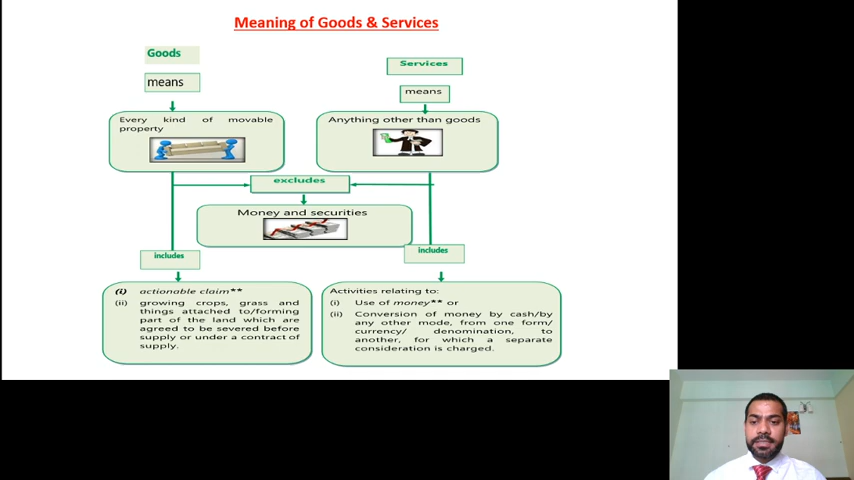 Meaning of Goods & Services
Goods
means
Every kind of movable
property
Services
means
Anything other than goods
excludes
Money and securities
includes
(i) actionable claim**
(ii) growing crops, grass and
things attached to/forming
part of the land which are
agreed to be severed before
supply or under a contract of
supply.
includes
Activities relating to:
(i) Use of money** or
(ii) Conversion of money by cash/by
any other mode, from one form/
currency/ denomination, to
another, for which a separate
consideration is charged.